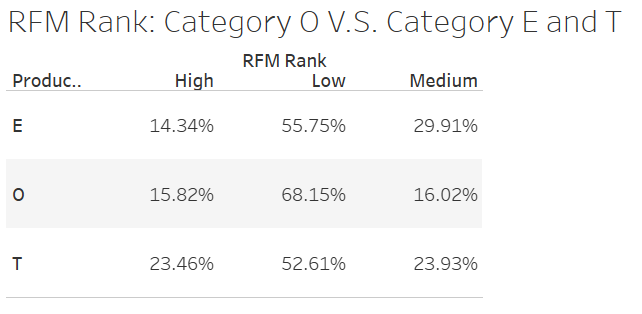 RFM Rank: Category O V.S. Category E and T
RFM Rank
Produc.. High Low Medium
E 14.34% 55.75% 29.91%
O 15.82% 68.15% 16.02%
T 23.46% 52.61% 23.93%